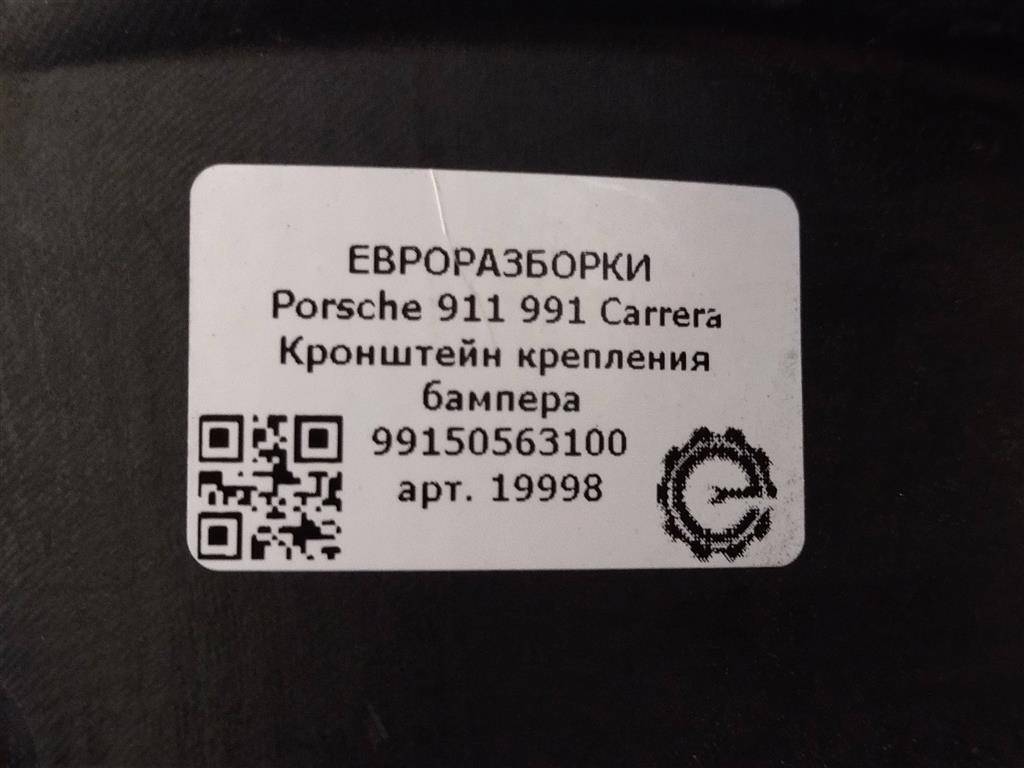 ЕВРОРАЗБОРКИ
Porsche 911 991 Carrera
Кронштейн крепления
бампера
99150563100
арт. 19998